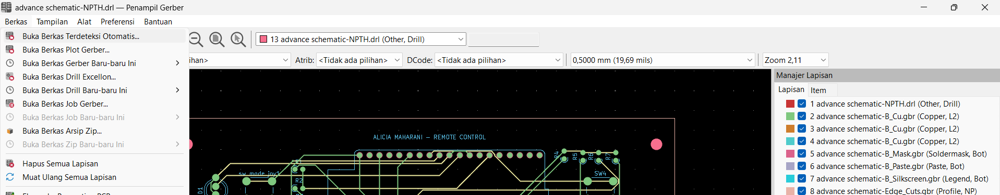 advance schematic-NPTH.drl — Penampil Gerber
Berkas Tampilan Alat Preferensi Bantuan
Buka Berkas Terdeteksi Otomatis...
Buka Berkas Plot Gerber...
Buka Berkas Gerber Baru-baru Ini
Buka Berkas Drill Excellon...
Buka Berkas Drill Baru-baru Ini
Buka Berkas Job Gerber...
Buka Berkas Job Baru-baru Ini
Buka Berkas Arsip Zip...
Buka Berkas Zip Baru-baru Ini
Hapus Semua Lapisan
Muat Ulang Semua Lapisan
13 advance schematic-NPTH.drl (Other, Drill)
ihan> Atrib: <Tidak ada pilihan> DCode: <Tidak ada pilihan> 0,5000 mm (19,69 mils) Zoom 2,11
ALICIA MAHARANI – REMOTE CONTROL
R4 R5 R6 R7
SW4
R2
D1
Manajer Lapisan
Lapisan Item
1 advance schematic-NPTH.drl (Other, Drill)
2 advance schematic-B_Cu.gbr (Copper, L2)
3 advance schematic-B_Cu.gbr (Copper, L2)
4 advance schematic-B_Cu.gbr (Copper, L2)
5 advance schematic-B_Mask.gbr (Soldermask, Bot)
6 advance schematic-B_Paste.gbr (Paste, Bot)
7 advance schematic-B_Silkscreen.gbr (Legend, Bot)
8 advance schematic-Edge_Cuts.gbr (Profile, NP)